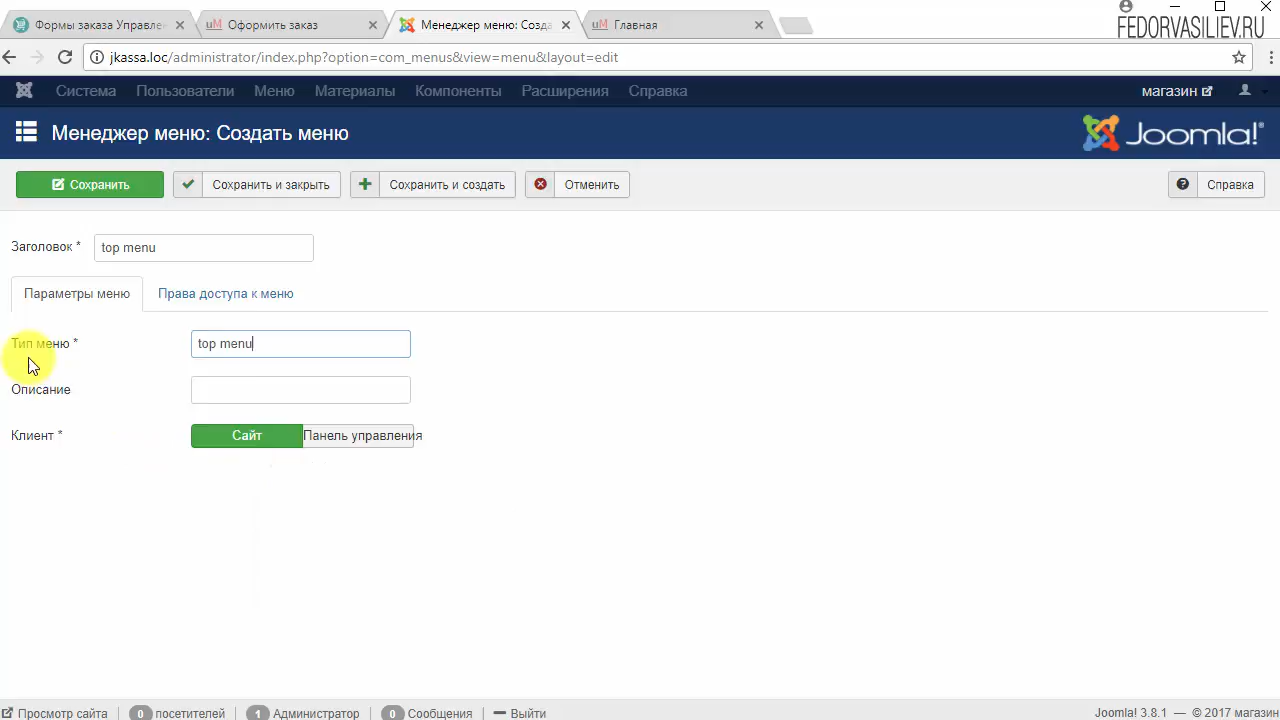 Формы заказа Управле
Оформить заказ
Менеджер меню: Созда
Главная
FEDORVASILIEV.RU
jkassa.loc/administrator/index.php?option=com_menus&view=menu&layout=edit
Система Пользователи Меню Материалы Компоненты Расширения Справка магазин
Менеджер меню: Создать меню
Joomla!®
Сохранить Сохранить и закрыть Сохранить и создать Отменить Справка
Заголовок * top menu
Параметры меню Права доступа к меню
Тип меню * top menu
Описание
Клиент * Сайт Панель управления
Просмотр сайта 0 посетителей 1 Администратор 0 Сообщения Выйти Joomla! 3.8.1 — © 2017 магазин